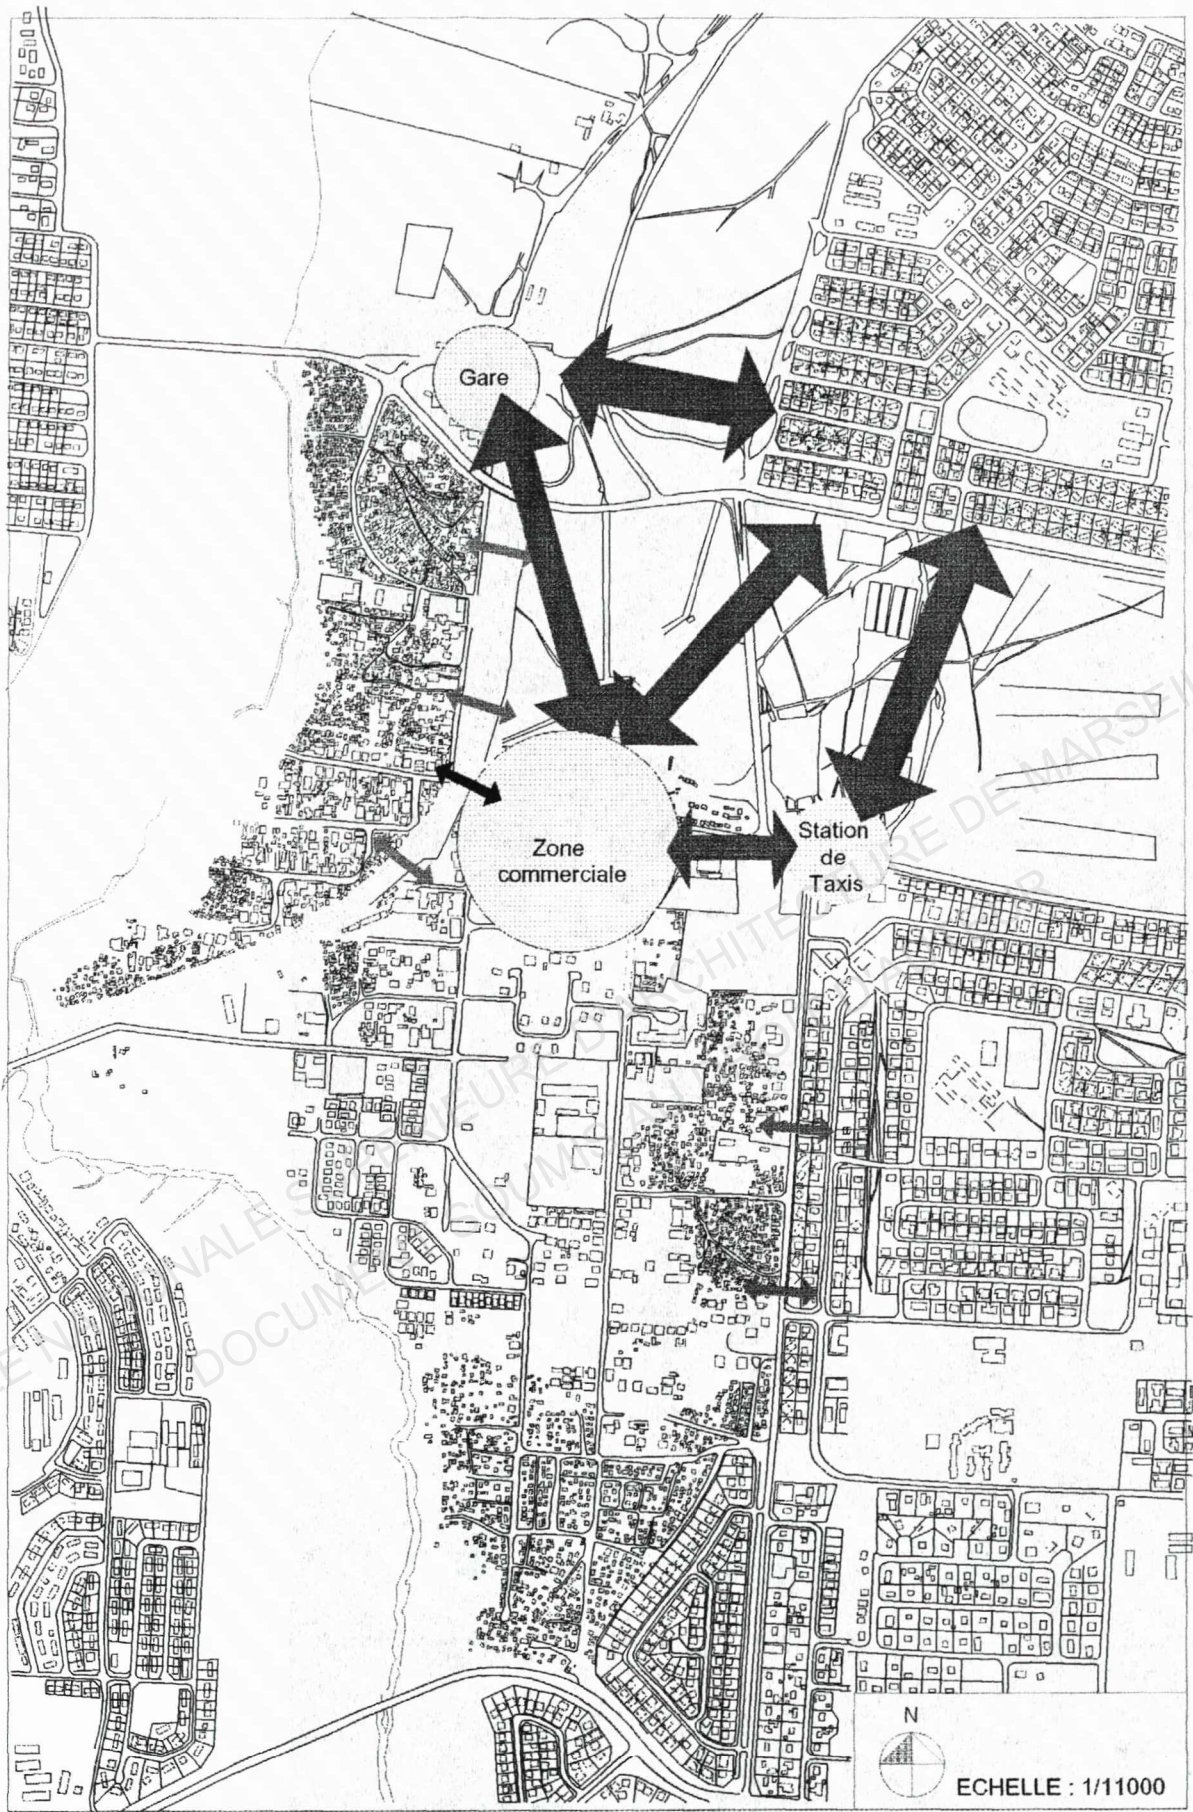 Gare
Zone
commerciale
Station
de
Taxis
N
ECHELLE : 1/11000